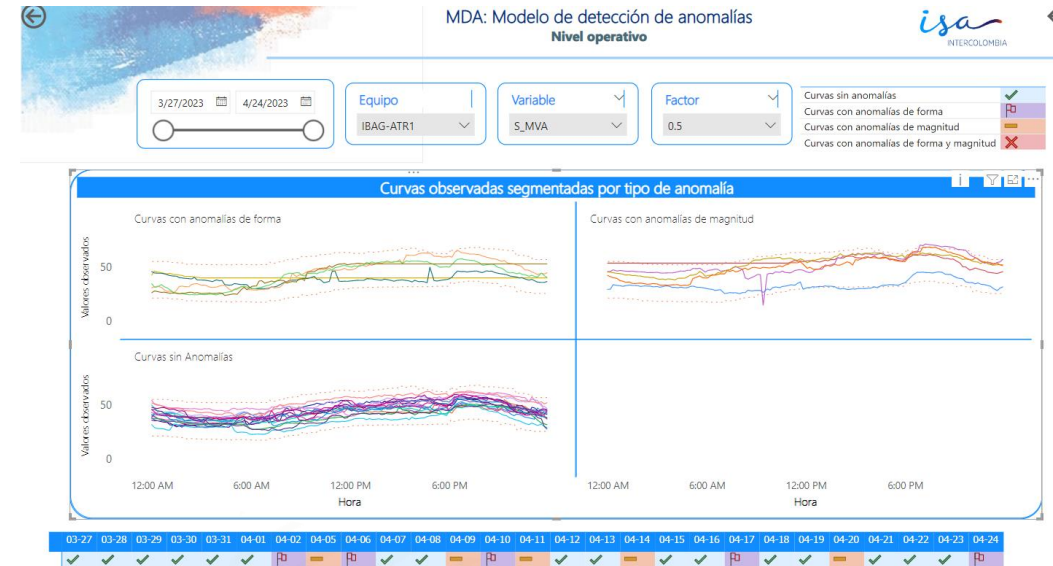 MDA: Modelo de detección de anomalías
Nivel operativo
isa
INTERCOLOMBIA
3/27/2023 4/24/2023
Equipo
IBAG-ATR1
Variable
S_MVA
Factor
0.5
Curvas sin anomalías
Curvas con anomalías de forma
Curvas con anomalías de magnitud
Curvas con anomalías de forma y magnitud
Curvas observadas segmentadas por tipo de anomalía
Curvas con anomalías de forma
Curvas con anomalías de magnitud
Valores observados
50
0
Curvas sin Anomalías
Valores observados
50
0
12:00 AM 6:00 AM 12:00 PM 6:00 PM
12:00 AM 6:00 AM 12:00 PM 6:00 PM
Hora
Hora
03-27 03-28 03-29 03-30 03-31 04-01 04-02 04-05 04-06 04-07 04-08 04-09 04-10 04-11 04-12 04-13 04-14 04-15 04-16 04-17 04-18 04-19 04-20 04-21 04-22 04-23 04-24